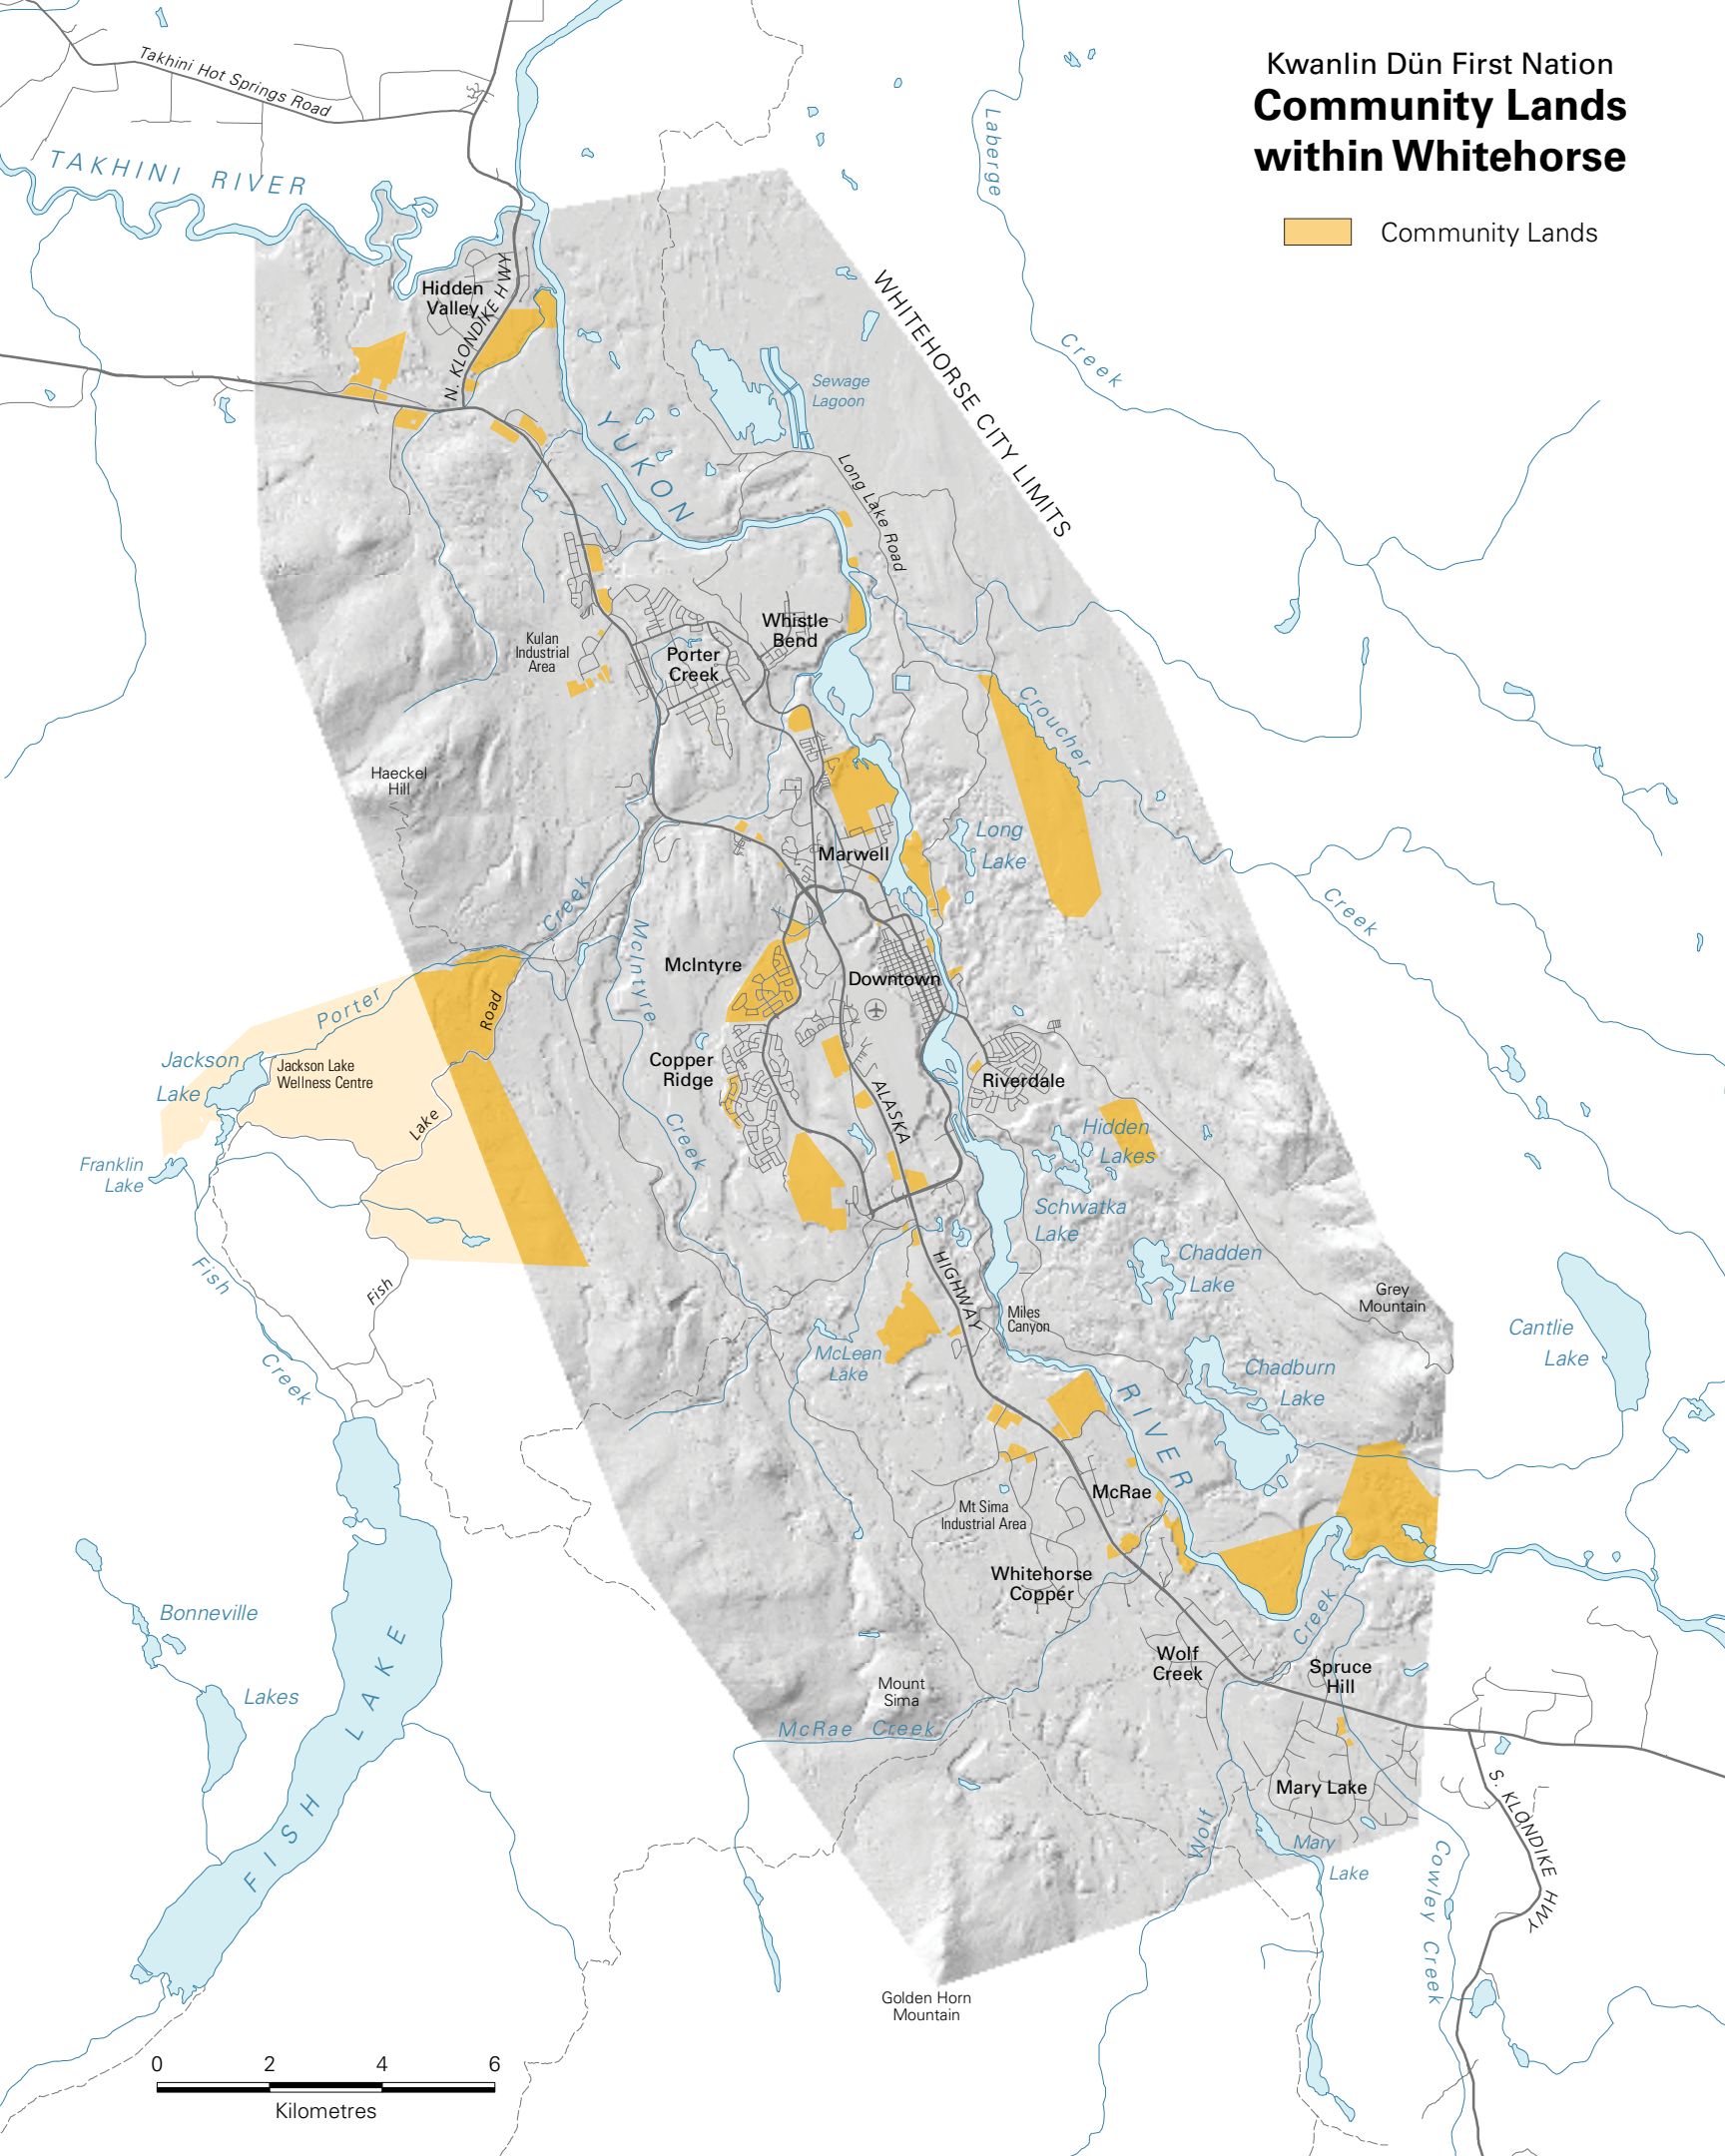 Kwanlin Dün First Nation
Community Lands
within Whitehorse
Community Lands
Takhini Hot Springs Road
TAKHINI RIVER
Laberge
Creek
Hidden
Valley
N. KLONDIKE HWY
WHITEHORSE CITY LIMITS
Sewage
Lagoon
YUKON
Long Lake Road
Whistle
Bend
Kulan
Industrial
Area
Porter
Creek
Croucher
Creek
Haeckel
Hill
Long
Lake
Marwell
Creek
McIntyre
McIntyre
Downtown
Porter
Road
Jackson
Lake
Jackson Lake
Wellness Centre
Copper
Ridge
Riverdale
ALASKA
Lake
Creek
Hidden
Lakes
Franklin
Lake
Schwatka
Lake
Chadden
Lake
Fish
Fish
HIGHWAY
Grey
Mountain
Miles
Canyon
Cantlie
Lake
McLean
Lake
Creek
Chadburn
Lake
RIVER
McRae
Mt Sima
Industrial Area
Whitehorse
Copper
Bonneville
Lakes
Creek
Wolf
Creek
Spruce
Hill
FISH LAKE
Mount
Sima
McRae Creek
Mary Lake
S. KLONDIKE HWY
Wolf
Mary
Lake
Cowley Creek
Golden Horn
Mountain
0 2 4 6
Kilometres